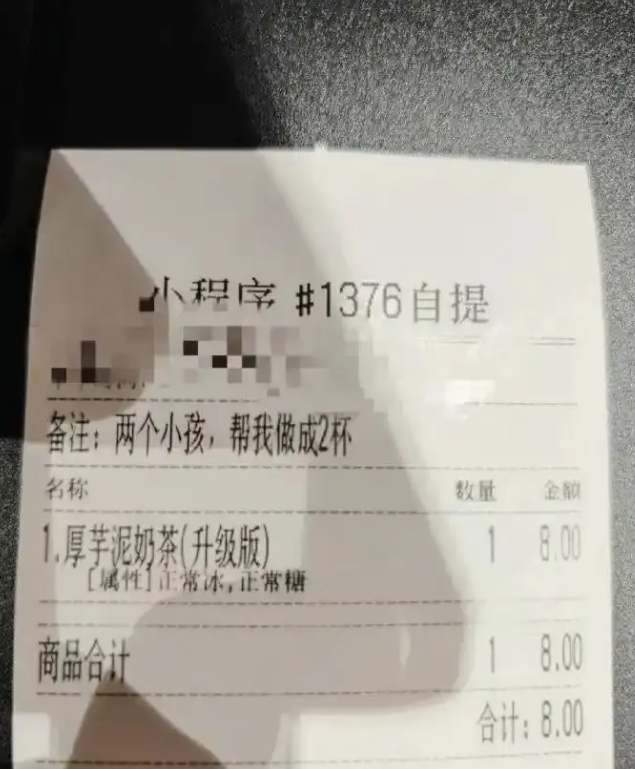 小程序 #1376自提
备注：两个小孩，帮我做成2杯
名称 数量 金额
1.厚芋泥奶茶(升级版) 1 8.00
[属性]正常冰,正常糖
商品合计 1 8.00
合计：8.00